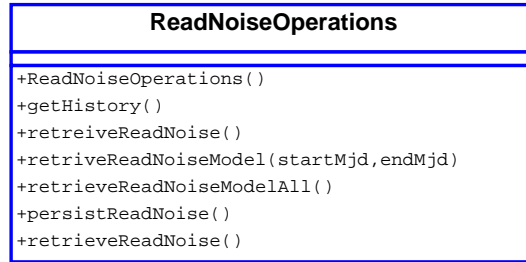 ReadNoiseOperations
+ReadNoiseOperations()
+getHistory()
+retreiveReadNoise()
+retriveReadNoiseModel(startMjd,endMjd)
+retrieveReadNoiseModelAll()
+persistReadNoise()
+retrieveReadNoise()